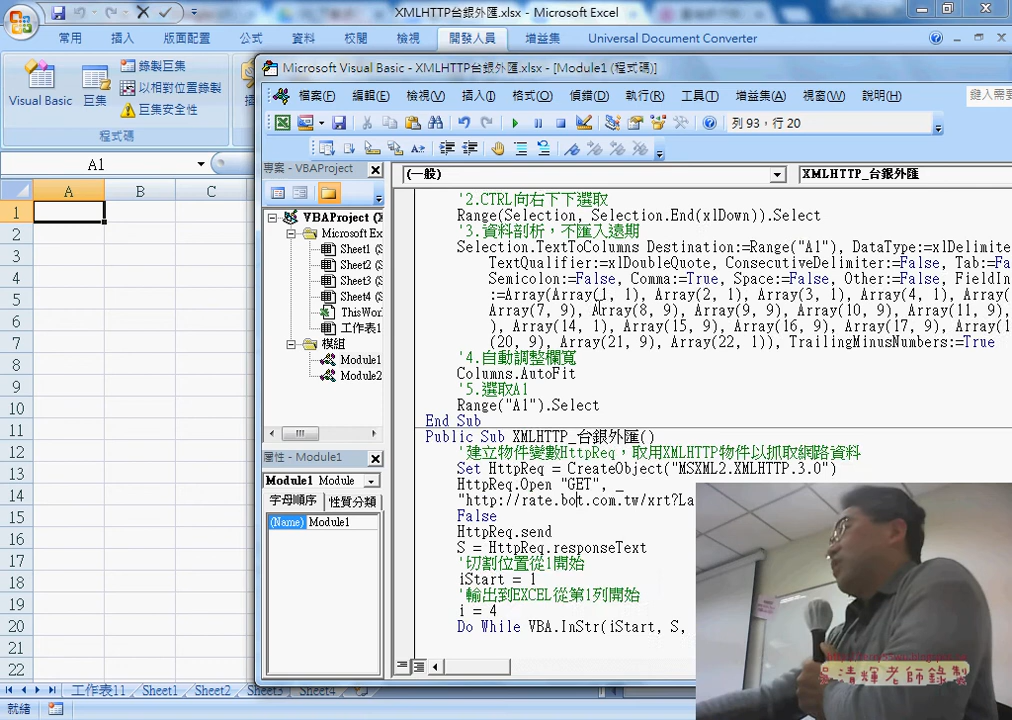 XMLHTTP台銀外匯.xlsx - Microsoft Excel
常用 插入 版面配置 公式 資料 校閱 檢視 開發人員 增益集 Universal Document Converter
Visual Basic 巨集 錄製巨集
以相對位置錄製
巨集安全性
程式碼
A1
A B C
1
2
3
4
5
6
7
8
9
10
11
12
13
14
15
16
17
18
19
20
21
22
工作表11 Sheet1 Sheet2 Sheet3 Sheet4
就緒
Microsoft Visual Basic - XMLHTTP台銀外匯.xlsx - [Module1 (程式碼)]
檔案(F) 編輯(E) 檢視(V) 插入(I) 格式(O) 偵錯(D) 執行(R) 工具(T) 增益集(A) 視窗(W) 說明(H) 鍵入需
列 93，行 20
專案 - VBAProject
VBAProject (X
Microsoft Ex
Sheet1 (S
Sheet2 (S
Sheet3 (S
Sheet4 (S
ThisWor
工作表1
模組
Module1
Module2
屬性 - Module1
Module1 Module
字母順序 性質分類
(Name) Module1
(一般) XMLHTTP_台銀外匯
'2.CTRL向右下下選取
Range(Selection, Selection.End(xlDown)).Select
'3.資料剖析，不匯入遠期
Selection.TextToColumns Destination:=Range("A1"), DataType:=xlDelimite
TextQualifier:=xlDoubleQuote, ConsecutiveDelimiter:=False, Tab:=Fa
Semicolon:=False, Comma:=True, Space:=False, Other:=False, FieldIn
:=Array(Array(1, 1), Array(2, 1), Array(3, 1), Array(4, 1), Array(
Array(7, 9), Array(8, 9), Array(9, 9), Array(10, 9), Array(11, 9),
), Array(14, 1), Array(15, 9), Array(16, 9), Array(17, 9), Array(1
(20, 9), Array(21, 9), Array(22, 1)), TrailingMinusNumbers:=True
'4.自動調整欄寬
Columns.AutoFit
'5.選取A1
Range("A1").Select
End Sub
Public Sub XMLHTTP_台銀外匯()
'建立物件變數HttpReq，取用XMLHTTP物件以抓取網路資料
Set HttpReq = CreateObject("MSXML2.XMLHTTP.3.0")
HttpReq.Open "GET", _
"http://rate.bot.com.tw/xrt?La
False
HttpReq.send
S = HttpReq.responseText
'切割位置從1開始
iStart = 1
'輸出到EXCEL從第1列開始
i = 4
Do While VBA.InStr(iStart, S,
吳清輝老師錄製